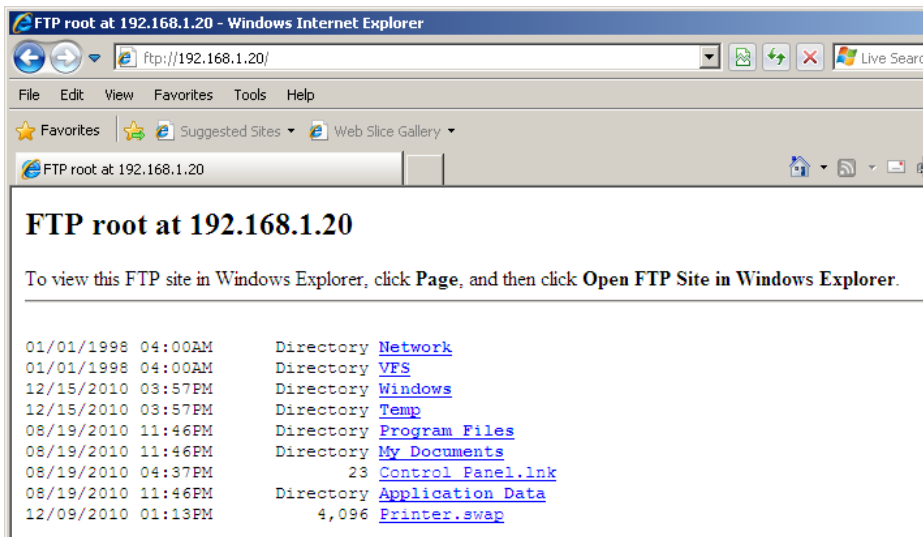 FTP root at 192.168.1.20 - Windows Internet Explorer
ftp://192.168.1.20/
Live Sear
File Edit View Favorites Tools Help
Favorites Suggested Sites Web Slice Gallery
FTP root at 192.168.1.20
FTP root at 192.168.1.20
To view this FTP site in Windows Explorer, click Page, and then click Open FTP Site in Windows Explorer.
01/01/1998 04:00AM Directory Network
01/01/1998 04:00AM Directory VFS
12/15/2010 03:57PM Directory Windows
12/15/2010 03:57PM Directory Temp
08/19/2010 11:46PM Directory Program Files
08/19/2010 11:46PM Directory My Documents
08/19/2010 04:37PM 23 Control Panel.lnk
08/19/2010 11:46PM Directory Application Data
12/09/2010 01:13PM 4,096 Printer.swap